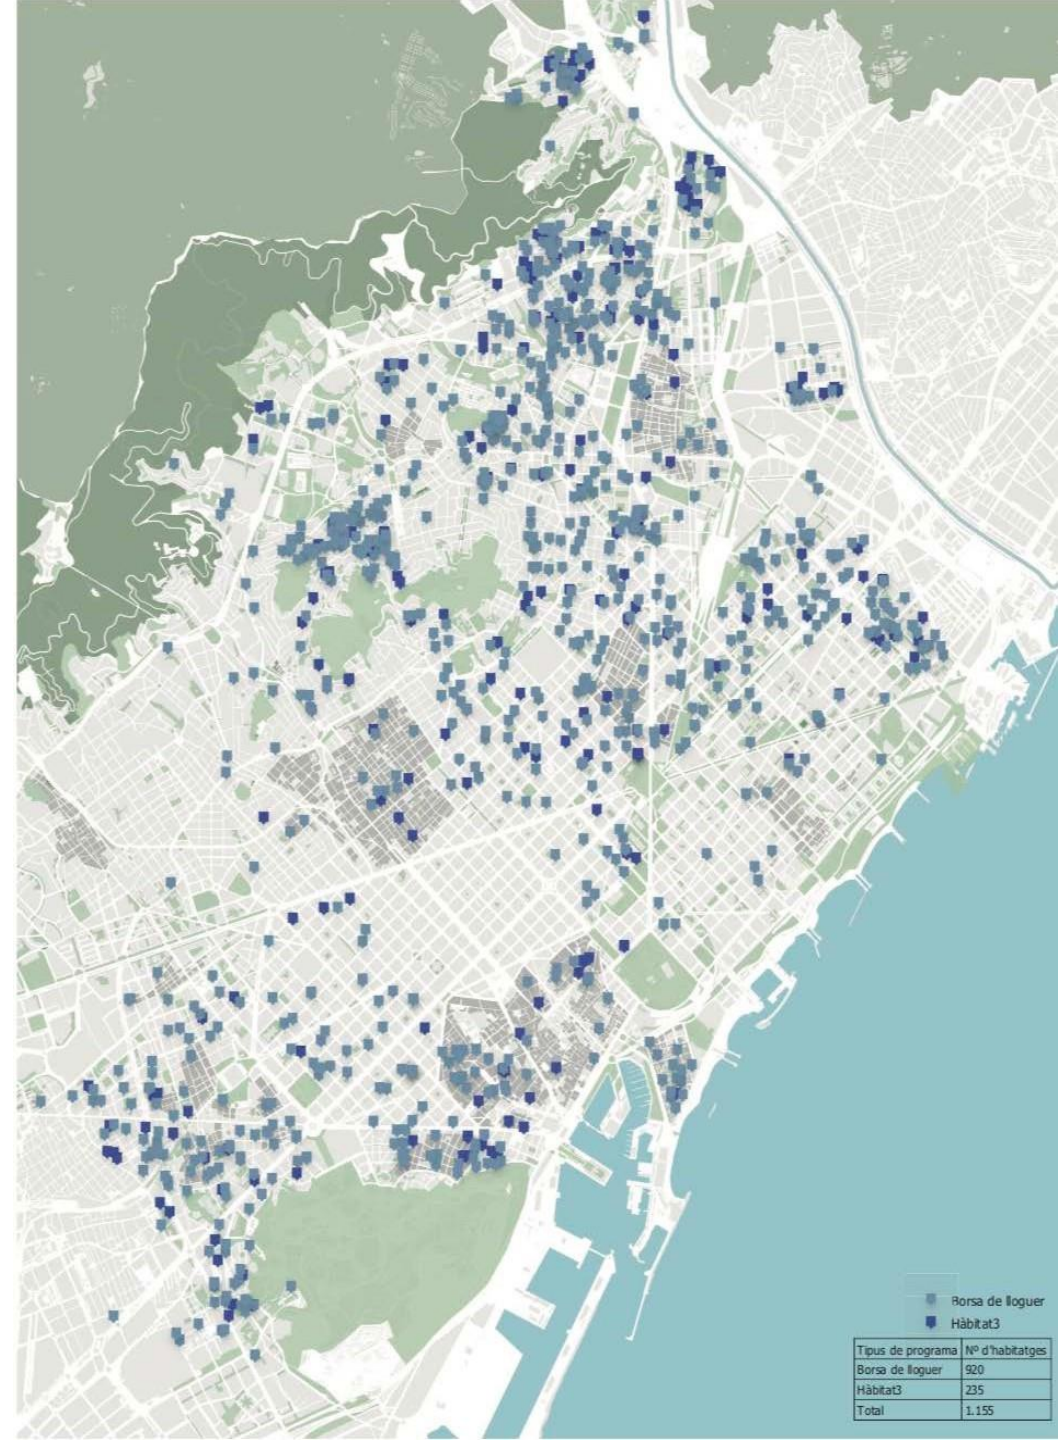 Borsa de lloguer
Hàbitat3
Tipus de programa Nº d'habitatges
Borsa de lloguer 920
Hàbitat3 235
Total 1.155